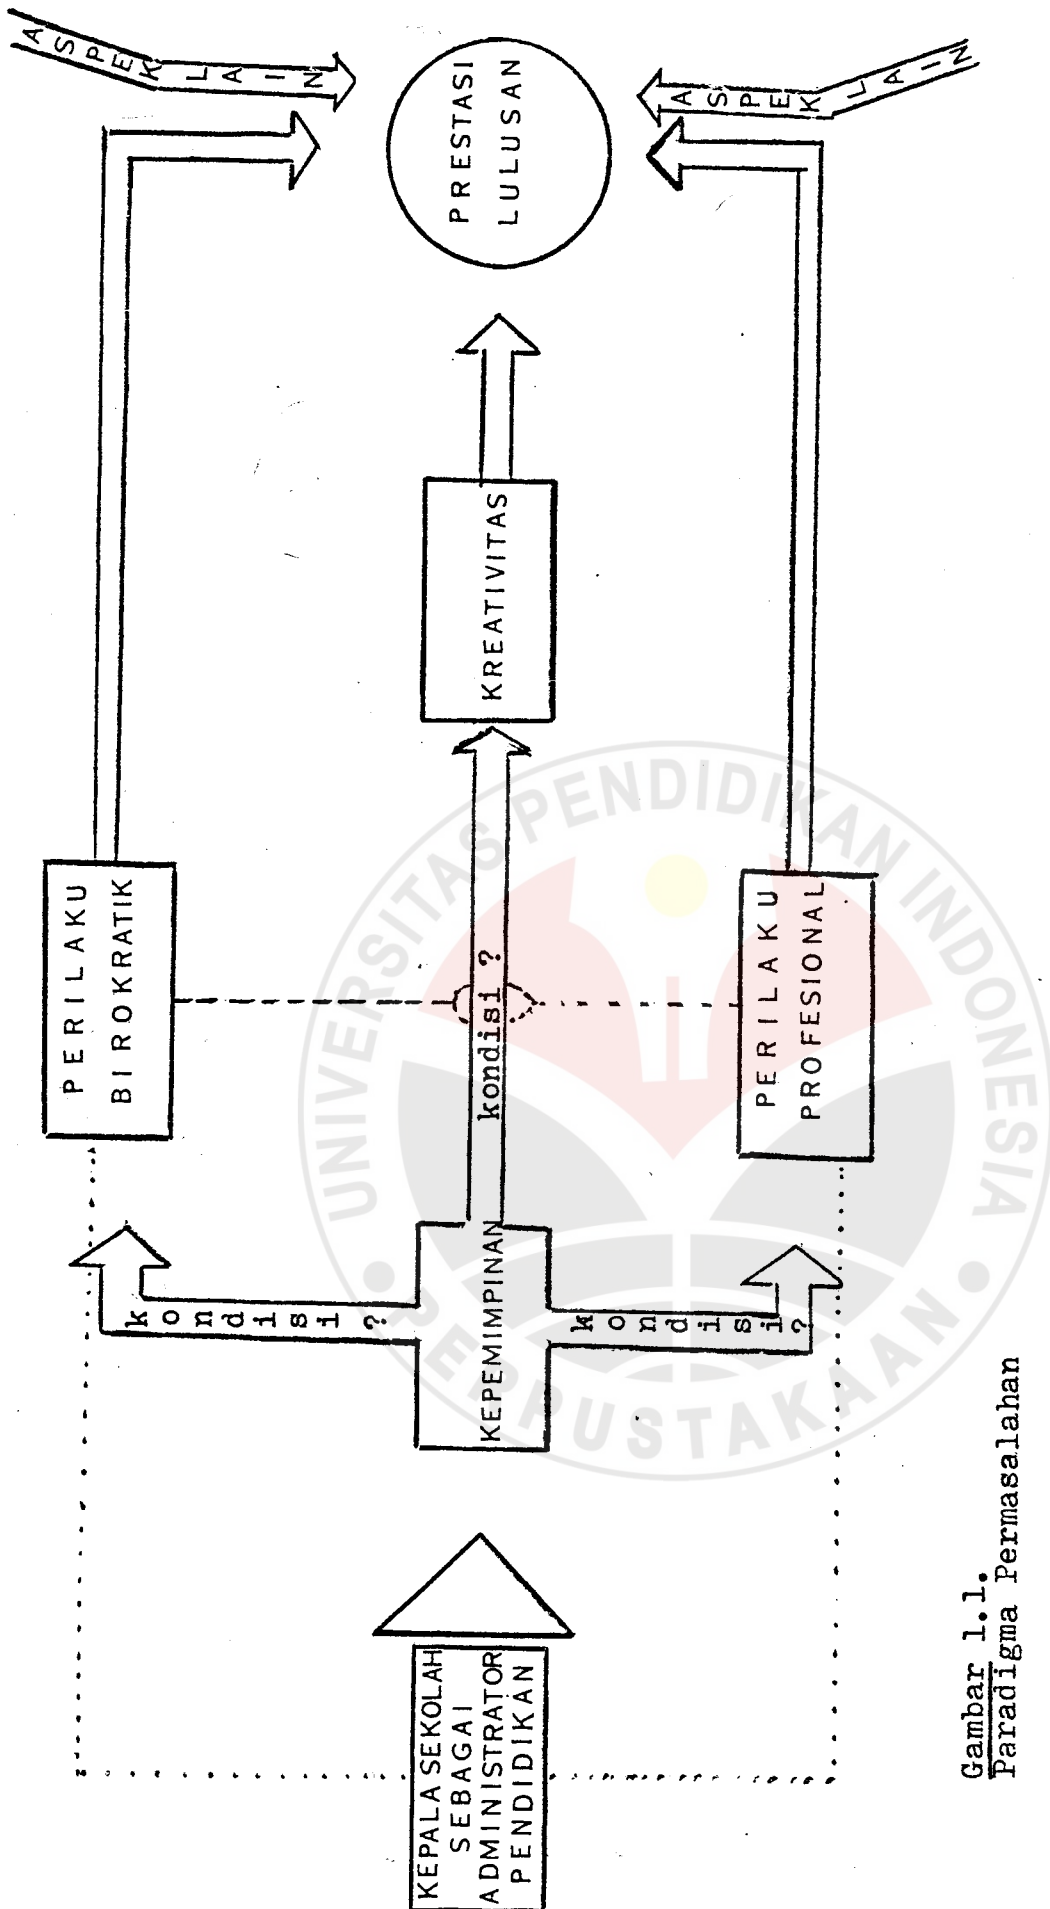 KEPALA SEKOLAH
SEBAGAI
ADMINISTRATOR
PENDIDIKAN
KEPEMIMPINAN
kondisi ?
kondisi ?
kondisi ?
PERILAKU
BIROKRATIK
PERILAKU
PROFESIONAL
KREATIVITAS
ASPEK LAIN
PRESTASI
LULUSAN
ASPEK LAIN
Gambar 1.1.
Paradigma Permasalahan
UNIVERSITAS PENDIDIKAN INDONESIA
PERPUSTAKAAN